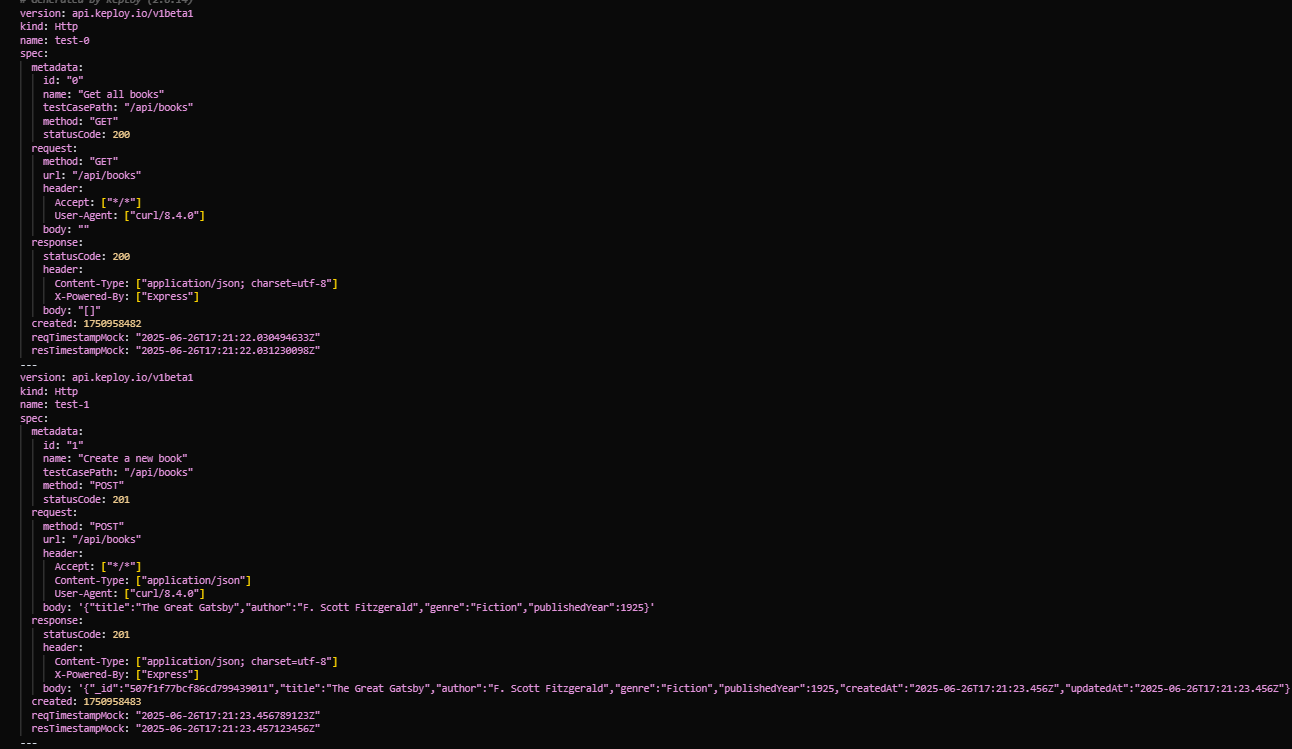 # Generated by Keploy (2.6.14)
version: api.keploy.io/v1beta1
kind: Http
name: test-0
spec:
metadata:
id: "0"
name: "Get all books"
testCasePath: "/api/books"
method: "GET"
statusCode: 200
request:
method: "GET"
url: "/api/books"
header:
Accept: ["*/*"]
User-Agent: ["curl/8.4.0"]
body: ""
response:
statusCode: 200
header:
Content-Type: ["application/json; charset=utf-8"]
X-Powered-By: ["Express"]
body: "[]"
created: 1750958482
reqTimestampMock: "2025-06-26T17:21:22.030494633Z"
resTimestampMock: "2025-06-26T17:21:22.031230098Z"
---
version: api.keploy.io/v1beta1
kind: Http
name: test-1
spec:
metadata:
id: "1"
name: "Create a new book"
testCasePath: "/api/books"
method: "POST"
statusCode: 201
request:
method: "POST"
url: "/api/books"
header:
Accept: ["*/*"]
Content-Type: ["application/json"]
User-Agent: ["curl/8.4.0"]
body: '{"title":"The Great Gatsby","author":"F. Scott Fitzgerald","genre":"Fiction","publishedYear":1925}'
response:
statusCode: 201
header:
Content-Type: ["application/json; charset=utf-8"]
X-Powered-By: ["Express"]
body: '{"_id":"507f1f77bcf86cd799439011","title":"The Great Gatsby","author":"F. Scott Fitzgerald","genre":"Fiction","publishedYear":1925,"createdAt":"2025-06-26T17:21:23.456Z","updatedAt":"2025-06-26T17:21:23.456Z"}
created: 1750958483
reqTimestampMock: "2025-06-26T17:21:23.456789123Z"
resTimestampMock: "2025-06-26T17:21:23.457123456Z"
---